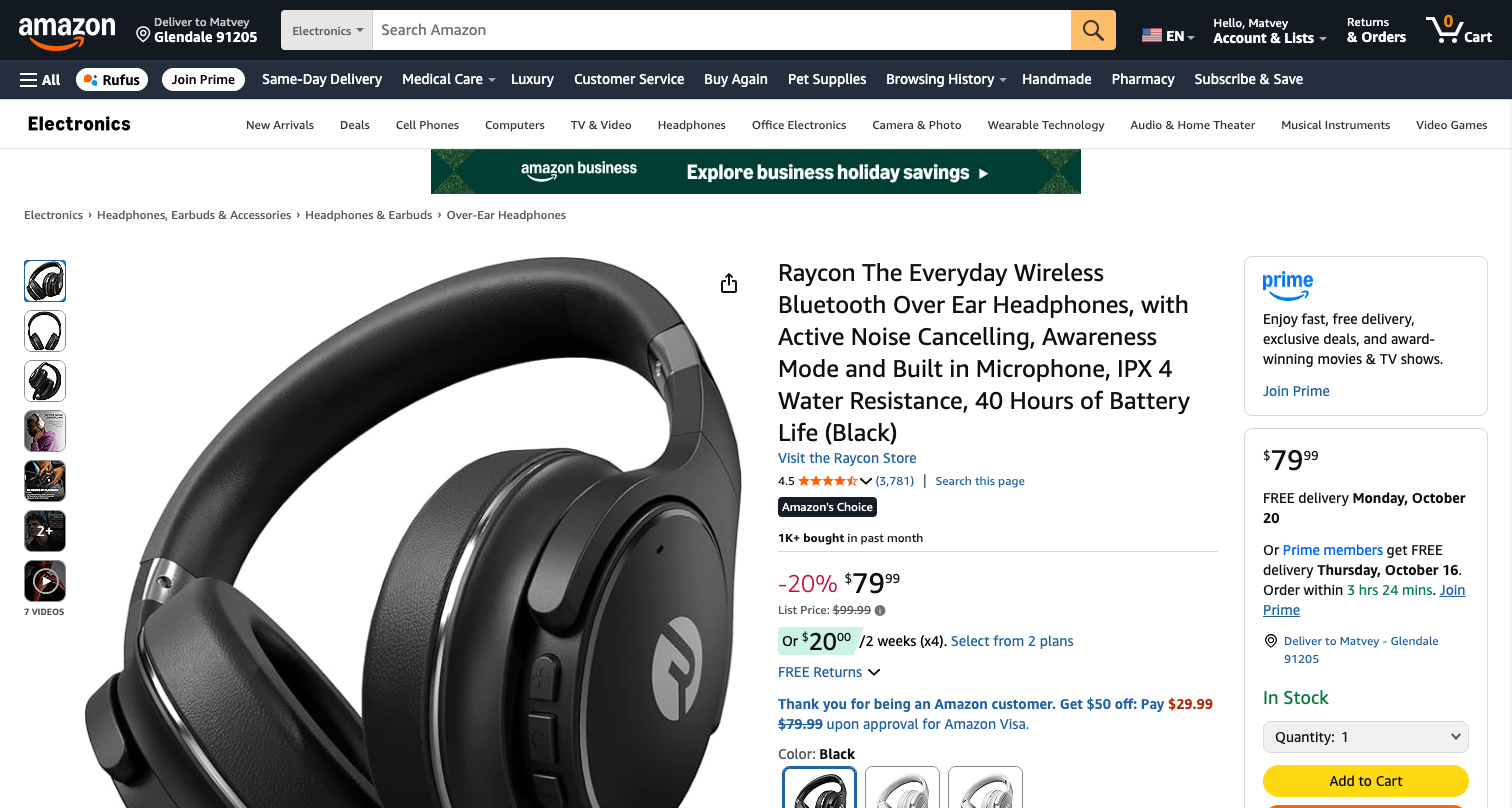 amazon
Deliver to Matvey
Glendale 91205
Electronics
Search Amazon
EN
Hello, Matvey
Account & Lists
Returns
& Orders
0
Cart
All
Rufus
Join Prime
Same-Day Delivery
Medical Care
Luxury
Customer Service
Buy Again
Pet Supplies
Browsing History
Handmade
Pharmacy
Subscribe & Save
Electronics
New Arrivals
Deals
Cell Phones
Computers
TV & Video
Headphones
Office Electronics
Camera & Photo
Wearable Technology
Audio & Home Theater
Musical Instruments
Video Games
amazon business
Explore business holiday savings ▸
Electronics › Headphones, Earbuds & Accessories › Headphones & Earbuds › Over-Ear Headphones
2+
7 VIDEOS
Raycon The Everyday Wireless
Bluetooth Over Ear Headphones, with
Active Noise Cancelling, Awareness
Mode and Built in Microphone, IPX 4
Water Resistance, 40 Hours of Battery
Life (Black)
Visit the Raycon Store
4.5 (3,781) | Search this page
Amazon's Choice
1K+ bought in past month
-20% $79 99
List Price: $99.99
Or $20 00 /2 weeks (x4). Select from 2 plans
FREE Returns
Thank you for being an Amazon customer. Get $50 off: Pay $29.99
$79.99 upon approval for Amazon Visa.
Color: Black
prime
Enjoy fast, free delivery,
exclusive deals, and award-
winning movies & TV shows.
Join Prime
$79 99
FREE delivery Monday, October
20
Or Prime members get FREE
delivery Thursday, October 16.
Order within 3 hrs 24 mins. Join
Prime
Deliver to Matvey - Glendale
91205
In Stock
Quantity: 1
Add to Cart